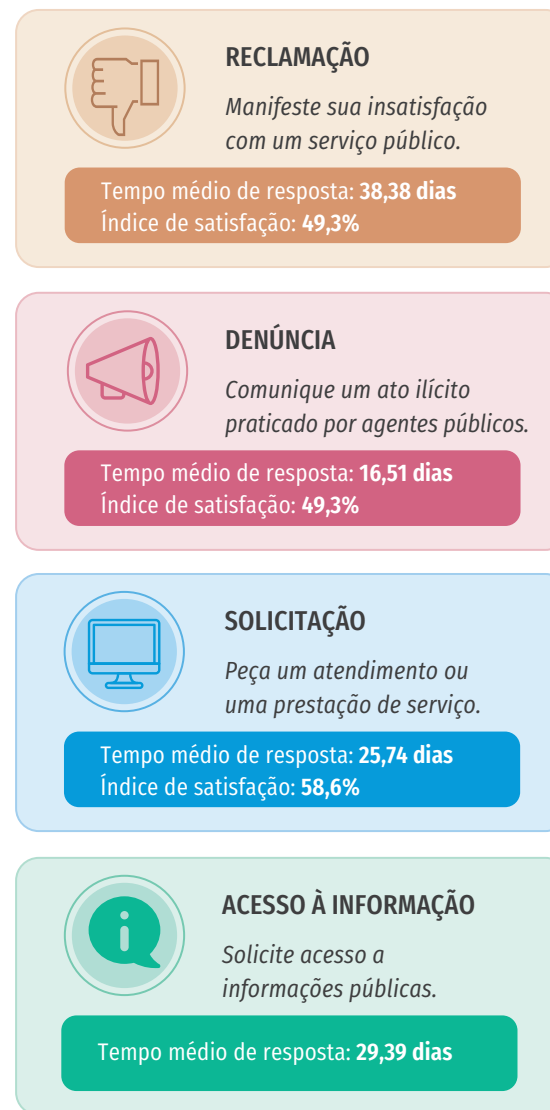 RECLAMAÇÃO
Manifeste sua insatisfação
com um serviço público.
Tempo médio de resposta: 38,38 dias
Índice de satisfação: 49,3%
DENÚNCIA
Comunique um ato ilícito
praticado por agentes públicos.
Tempo médio de resposta: 16,51 dias
Índice de satisfação: 49,3%
SOLICITAÇÃO
Peça um atendimento ou
uma prestação de serviço.
Tempo médio de resposta: 25,74 dias
Índice de satisfação: 58,6%
ACESSO À INFORMAÇÃO
Solicite acesso a
informações públicas.
Tempo médio de resposta: 29,39 dias